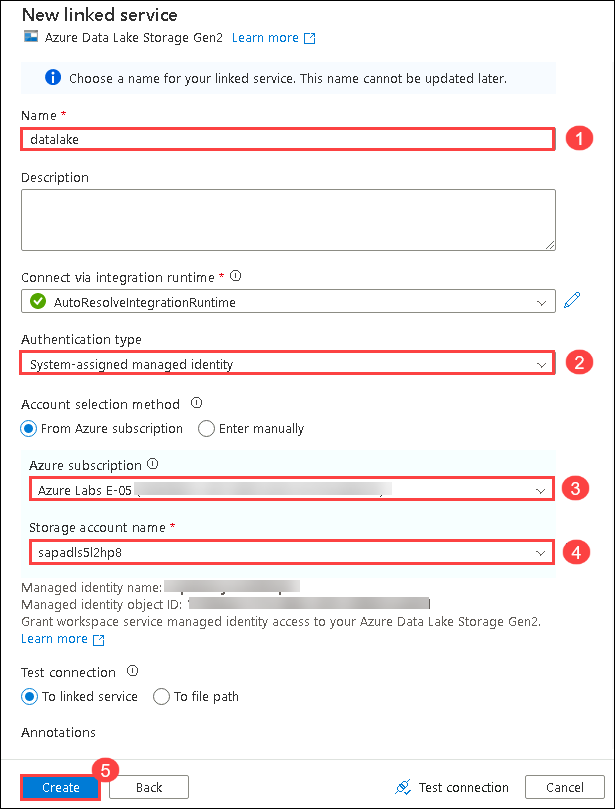 New linked service
Azure Data Lake Storage Gen2 Learn more
Choose a name for your linked service. This name cannot be updated later.
Name *
datalake
1
Description
Connect via integration runtime *
AutoResolveIntegrationRuntime
Authentication type
System-assigned managed identity
2
Account selection method
From Azure subscription Enter manually
Azure subscription
Azure Labs E-05
3
Storage account name *
sapadls5l2hp8
4
Managed identity name:
Managed identity object ID:
Grant workspace service managed identity access to your Azure Data Lake Storage Gen2.
Learn more
Test connection
To linked service To file path
Annotations
5
Create Back Test connection Cancel